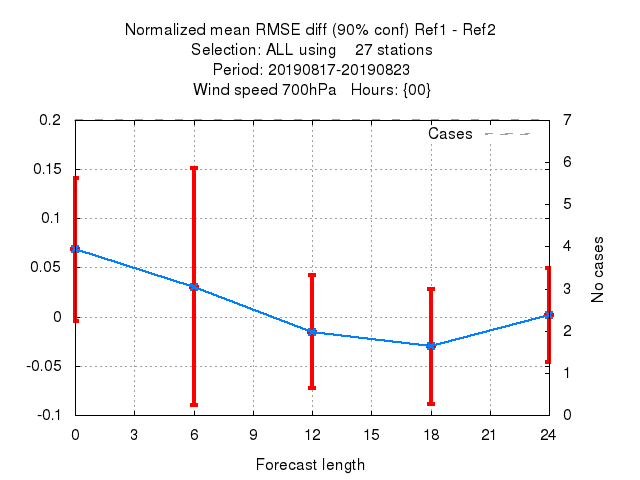 Normalized mean RMSE diff (90% conf) Ref1 - Ref2
Selection: ALL using    27 stations
Period: 20190817-20190823
Wind speed 700hPa   Hours: {00}
Cases
0.2
0.15
0.1
0.05
0
-0.05
-0.1
7
6
5
4
3
2
1
0
No cases
0 3 6 9 12 15 18 21 24
Forecast length